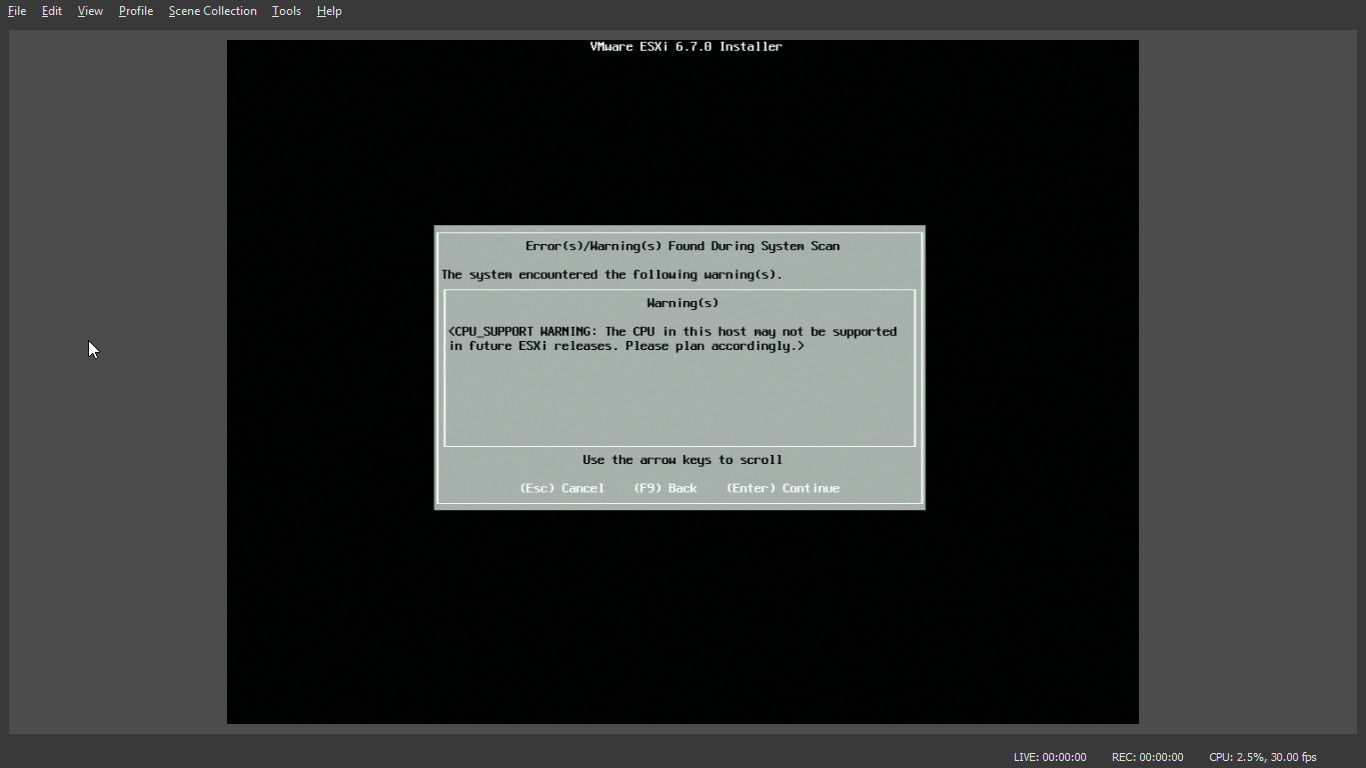 File Edit View Profile Scene Collection Tools Help
VMware ESXi 6.7.0 Installer
Error(s)/Warning(s) Found During System Scan
The system encountered the following warning(s).
Warning(s)
<CPU_SUPPORT WARNING: The CPU in this host may not be supported
in future ESXi releases. Please plan accordingly.>
Use the arrow keys to scroll
(Esc) Cancel (F9) Back (Enter) Continue
LIVE: 00:00:00 REC: 00:00:00 CPU: 2.5%, 30.00 fps